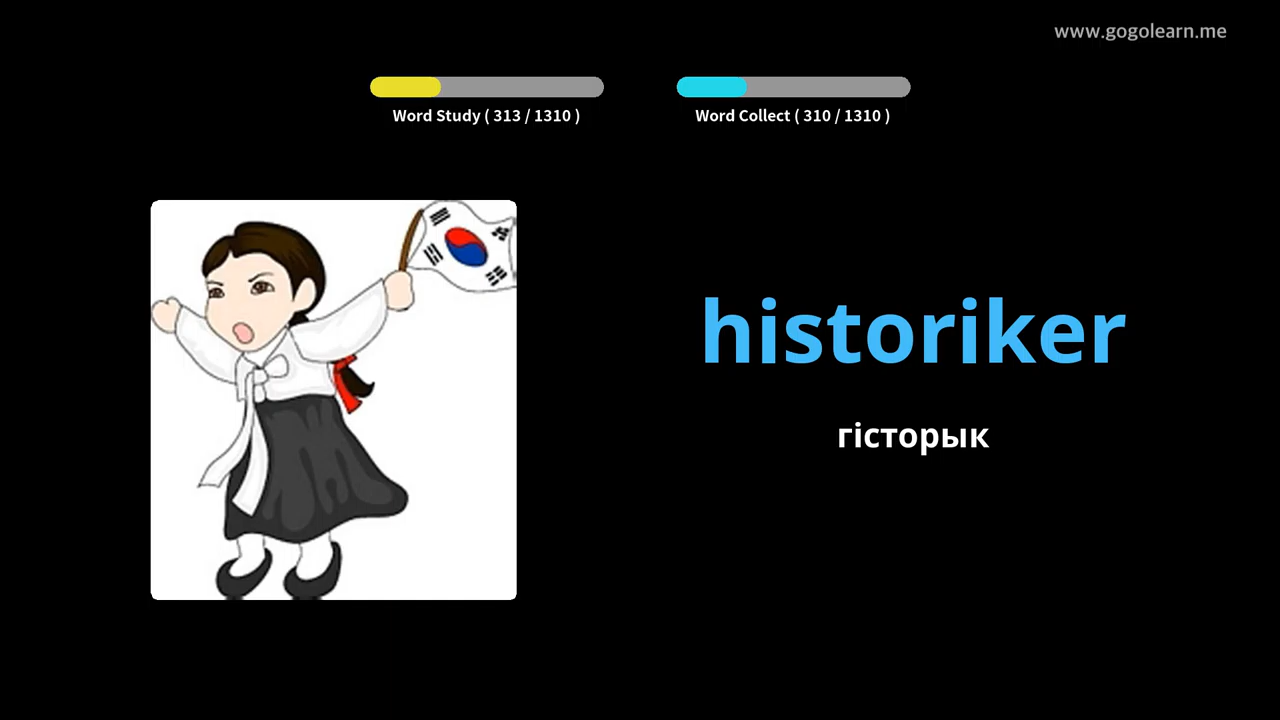 www.gogolearn.me
Word Study ( 313 / 1310 )
Word Collect ( 310 / 1310 )
historiker
гісторык